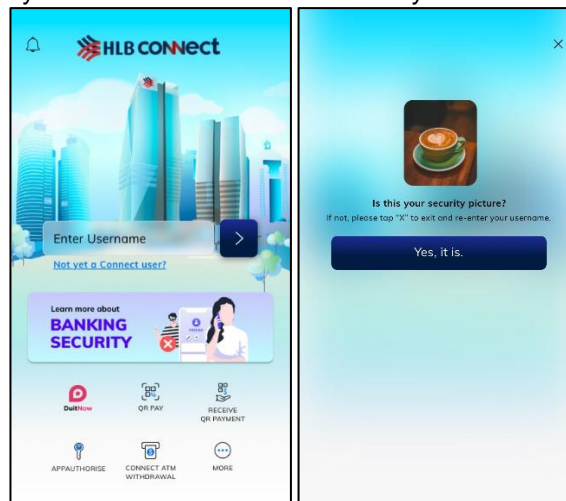 HLB CONNECT
Enter Username
Not yet a Connect user?
Learn more about
BANKING
SECURITY
DuitNow
QR PAY
RECEIVE
QR PAYMENT
APPAUTHORISE
CONNECT ATM
WITHDRAWAL
MORE
X
Is this your security picture?
If not, please tap "X" to exit and re-enter your username.
Yes, it is.